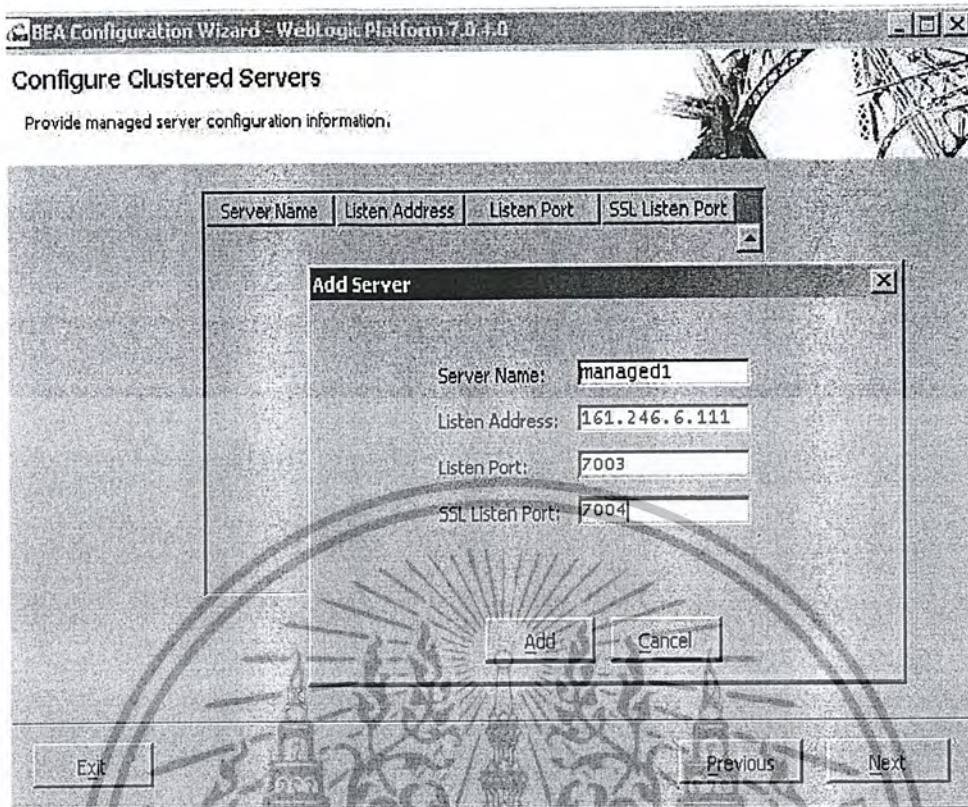 BEA Configuration Wizard - WebLogic Platform 7.0.4.0
Configure Clustered Servers
Provide managed server configuration information.
Server Name Listen Address Listen Port SSL Listen Port
Add Server
Server Name: managed1
Listen Address: 161.246.6.111
Listen Port: 7003
SSL Listen Port: 7004
Add Cancel
Exit Previous Next